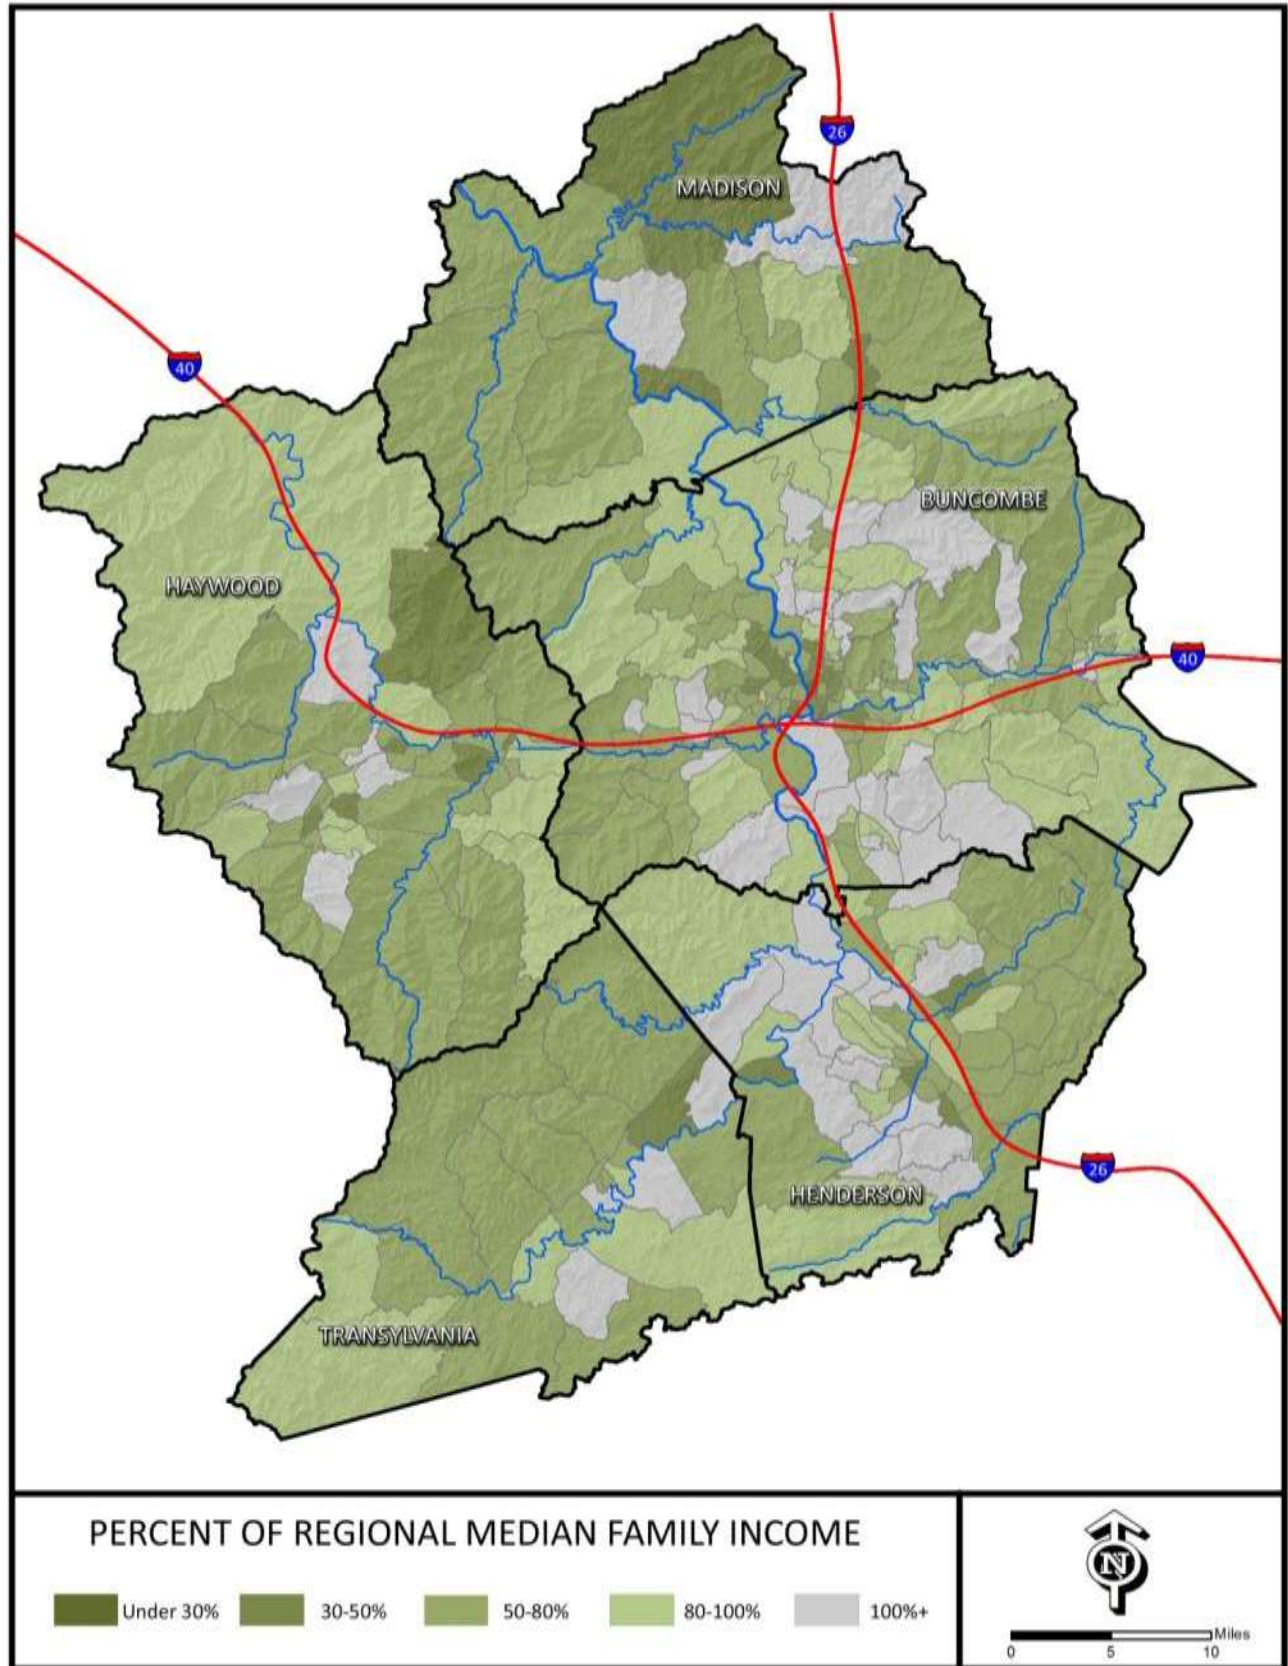 26
MADISON
40
BUNCOMBE
HAYWOOD
40
26
HENDERSON
TRANSYLVANIA
PERCENT OF REGIONAL MEDIAN FAMILY INCOME
Under 30% 30-50% 50-80% 80-100% 100%+
N
Miles
0 5 10